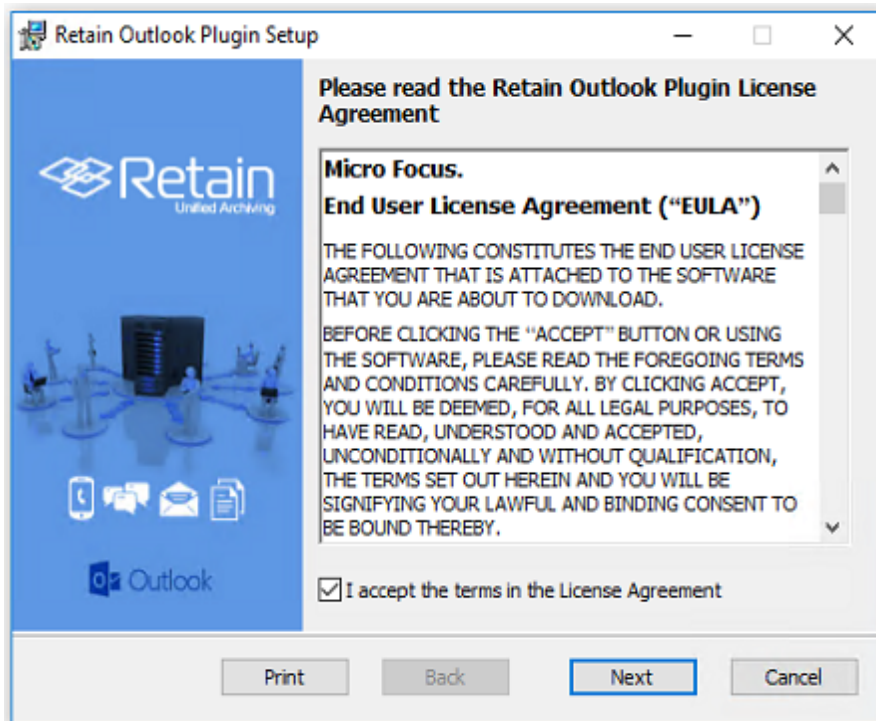 Retain Outlook Plugin Setup
Please read the Retain Outlook Plugin License
Agreement
Retain
Unified Archiving
Micro Focus.
End User License Agreement (“EULA”)
THE FOLLOWING CONSTITUTES THE END USER LICENSE
AGREEMENT THAT IS ATTACHED TO THE SOFTWARE
THAT YOU ARE ABOUT TO DOWNLOAD.
BEFORE CLICKING THE “ACCEPT” BUTTON OR USING
THE SOFTWARE, PLEASE READ THE FOREGOING TERMS
AND CONDITIONS CAREFULLY. BY CLICKING ACCEPT,
YOU WILL BE DEEMED, FOR ALL LEGAL PURPOSES, TO
HAVE READ, UNDERSTOOD AND ACCEPTED,
UNCONDITIONALLY AND WITHOUT QUALIFICATION,
THE TERMS SET OUT HEREIN AND YOU WILL BE
SIGNIFYING YOUR LAWFUL AND BINDING CONSENT TO
BE BOUND THEREBY.
Outlook
I accept the terms in the License Agreement
Print
Back
Next
Cancel